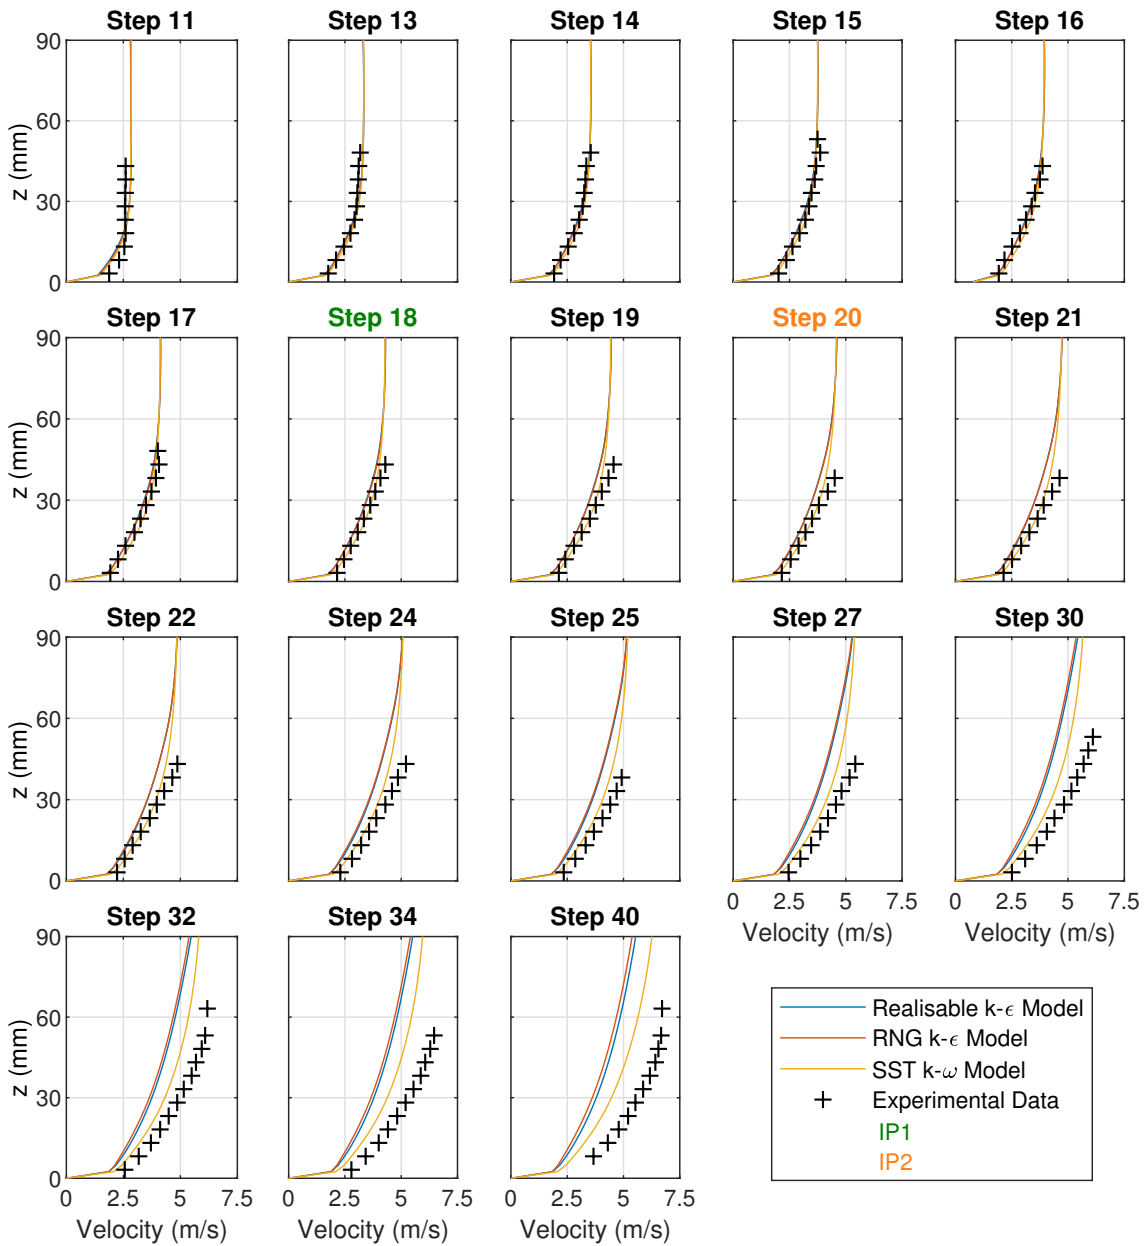 Step 11 Step 13 Step 14 Step 15 Step 16
90
60
30
0
z (mm)
Step 17 Step 18 Step 19 Step 20 Step 21
90
60
30
0
z (mm)
Step 22 Step 24 Step 25 Step 27 Step 30
90
60
30
0
z (mm)
0 2.5 5 7.5 0 2.5 5 7.5
Velocity (m/s) Velocity (m/s)
Step 32 Step 34 Step 40
90
60
30
0
z (mm)
0 2.5 5 7.5 0 2.5 5 7.5 0 2.5 5 7.5
Velocity (m/s) Velocity (m/s) Velocity (m/s)
Realisable k-ϵ Model
RNG k-ϵ Model
SST k-ω Model
Experimental Data
IP1
IP2